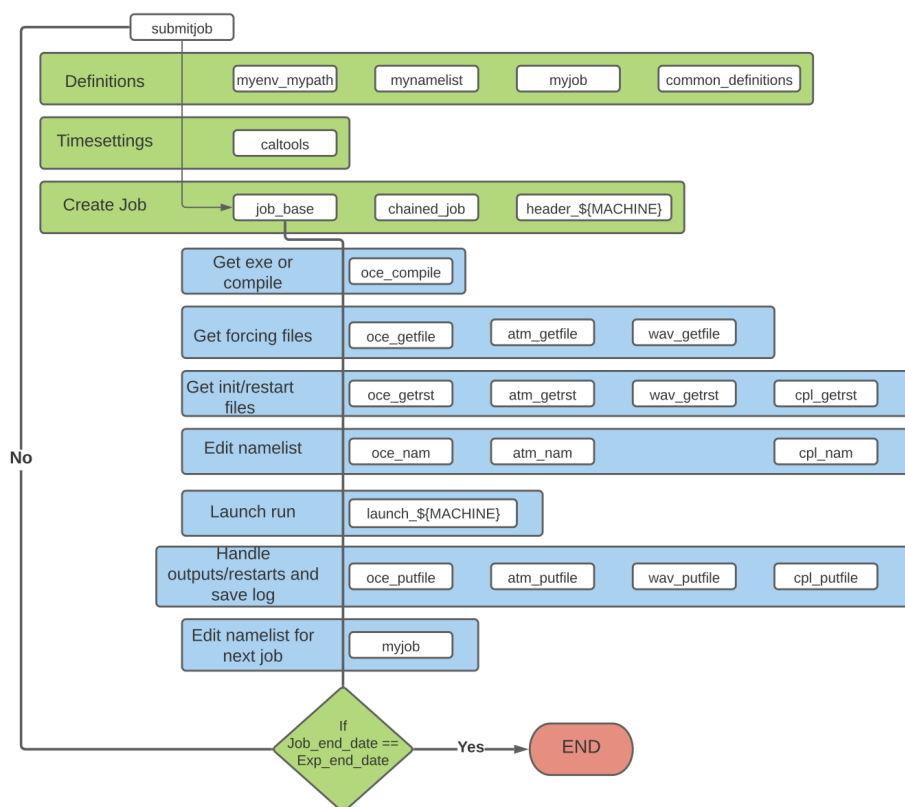 submitjob
Definitions
myenv_mypath
mynamelist
myjob
common_definitions
Timesettings
caltools
Create Job
job_base
chained_job
header_${MACHINE}
Get exe or
compile
oce_compile
Get forcing files
oce_getfile
atm_getfile
wav_getfile
Get init/restart
files
oce_getrst
atm_getrst
wav_getrst
cpl_getrst
No
Edit namelist
oce_nam
atm_nam
cpl_nam
Launch run
launch_${MACHINE}
Handle
outputs/restarts and
save log
oce_putfile
atm_putfile
wav_putfile
cpl_putfile
Edit namelist for
next job
myjob
If
Job_end_date ==
Exp_end_date
Yes
END